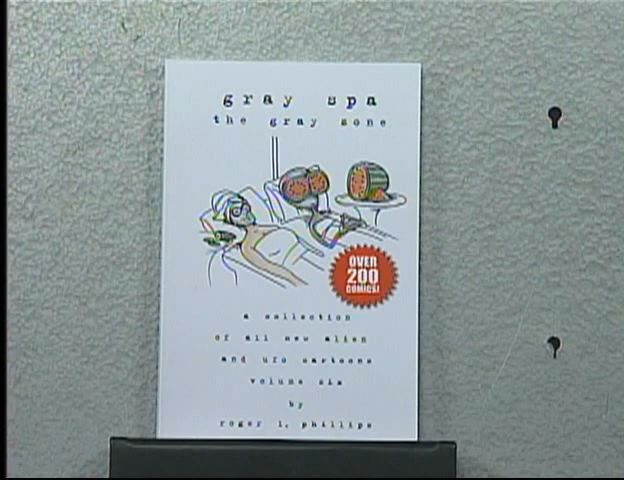 gray spa
the gray zone
OVER
200
COMICS!
a collection
of all new alien
and ufo cartoons
volume six
by
roger l. phillips